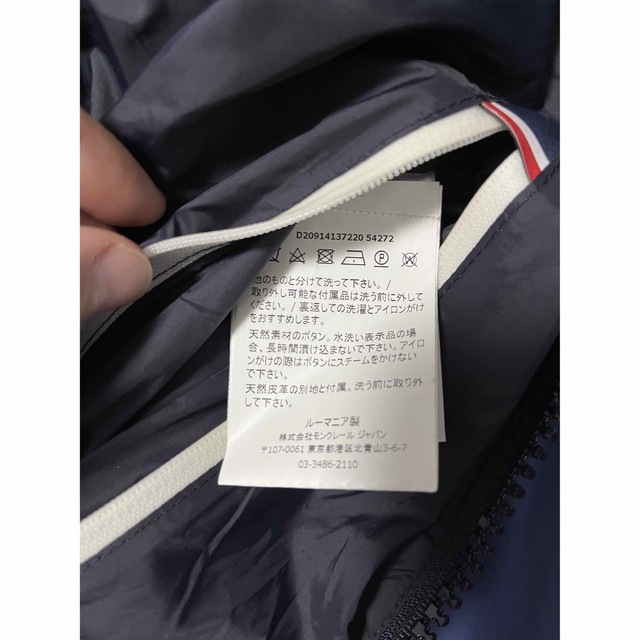 D20914137220 54272
他のものと分けて洗って下さい。/
取り外し可能な付属品は洗う前に外して
ください。/ 裏返しての洗濯とアイロンがけ
をおすすめします。
天然素材のボタン。水洗い表示品の場
合、長時間漬け込まないで下さい。アイロ
ンがけの際はボタンにスチームをかけない
で下さい。
天然皮革の別地と付属。洗う前に取り外
して下さい。
ルーマニア製
株式会社モンクレール ジャパン
〒107-0061 東京都港区北青山3-6-7
03-3486-2110